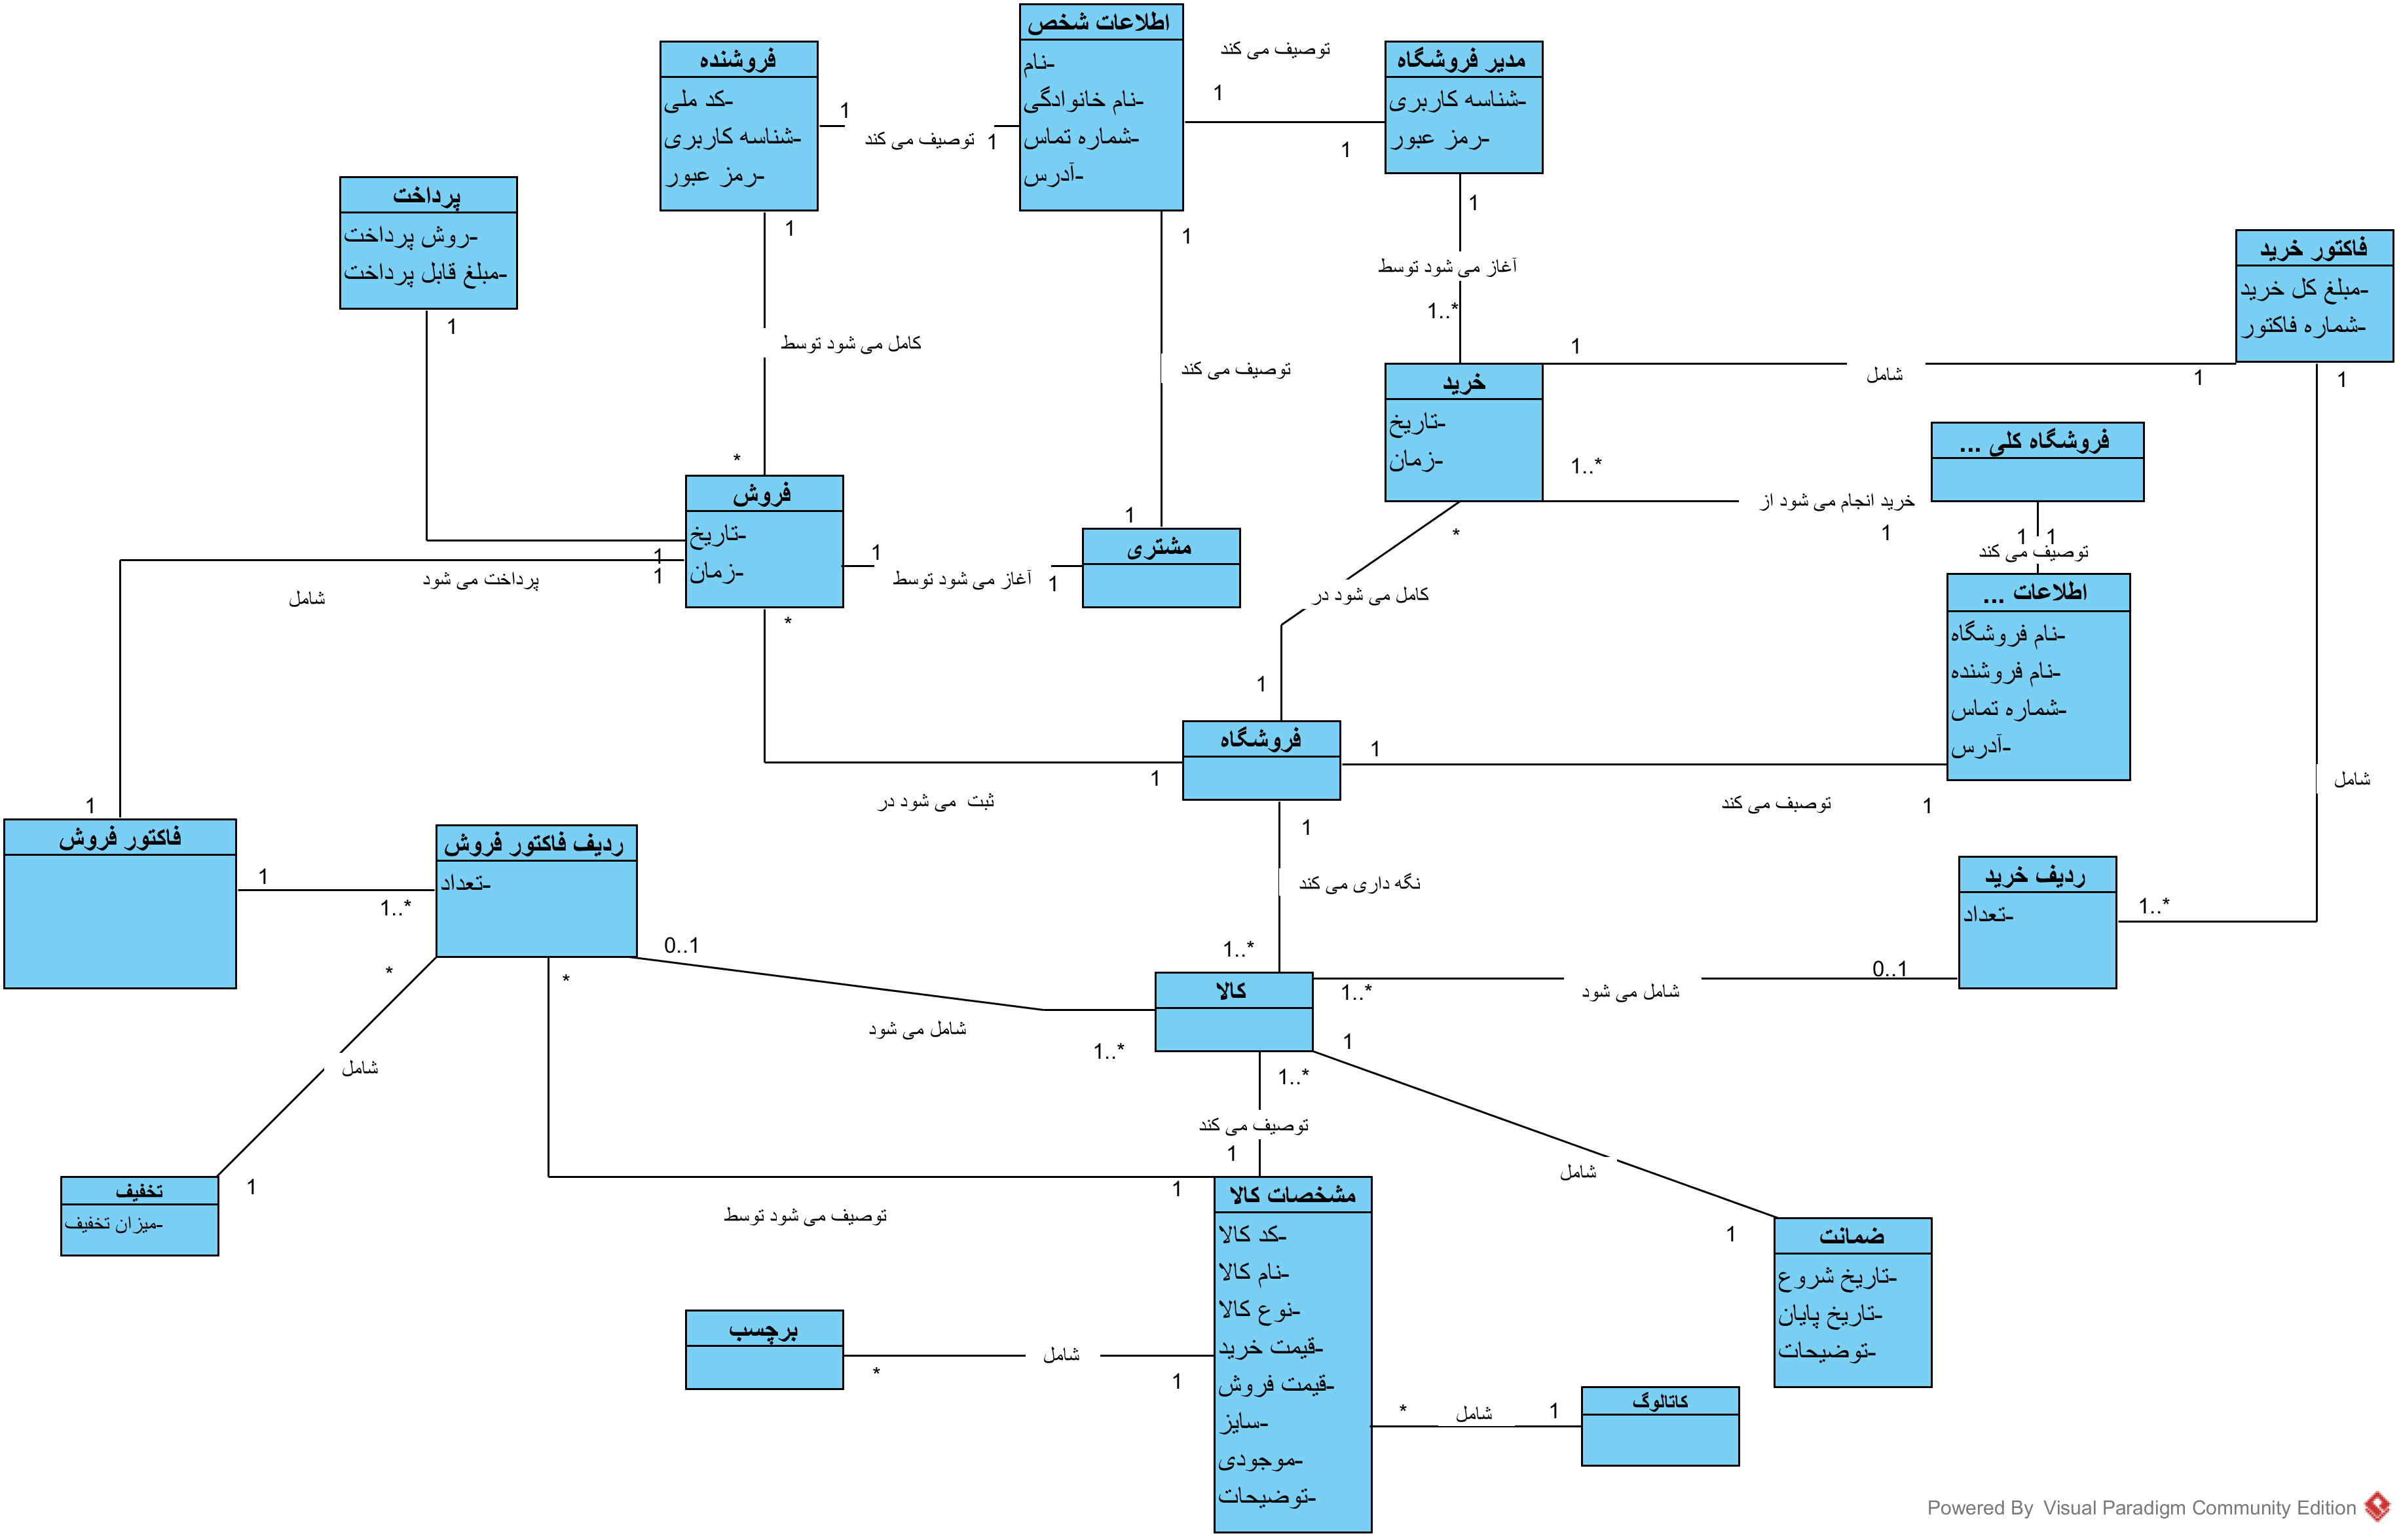 اطلاعات شخص
-نام
-نام خانوادگی
-شماره تماس
-آدرس
فروشنده
-کد ملی
-شناسه کاربری
-رمز عبور
مدیر فروشگاه
-شناسه کاربری
-رمز عبور
توصیف می کند
1
1
1
توصیف می کند
1
پرداخت
-روش پرداخت
-مبلغ قابل پرداخت
1
1
کامل می شود توسط
*
1
توصیف می کند
1
1
آغاز می شود توسط
1..*
فاکتور خرید
-مبلغ کل خرید
-شماره فاکتور
1
خرید
-تاریخ
-زمان
1
شامل
1
1..*
خرید انجام می شود از
1
فروشگاه کلی ...
1
1
توصیف می کند
اطلاعات ...
-نام فروشگاه
-نام فروشنده
-شماره تماس
-آدرس
فروش
-تاریخ
-زمان
1
آغاز می شود توسط
1
مشتری
1
1
پرداخت می شود
شامل
*
*
کامل می شود در
1
فروشگاه
1
توصیف می کند
1
1
ثبت می شود در
شامل
1
فاکتور فروش
1
1..*
ردیف فاکتور فروش
-تعداد
1
نگه داری می کند
1..*
ردیف خرید
-تعداد
1..*
*
*
0..1
شامل می شود
1..*
کالا
1..*
شامل می شود
0..1
1
1..*
توصیف می کند
1
شامل
1
تخفیف
-میزان تخفیف
توصیف می شود توسط
1
شامل
1
مشخصات کالا
-کد کالا
-نام کالا
-نوع کالا
-قیمت خرید
-قیمت فروش
-سایز
-موجودی
-توضیحات
ضمانت
-تاریخ شروع
-تاریخ پایان
-توضیحات
برچسب
*
شامل
1
*
شامل
1
کاتالوگ
Powered By Visual Paradigm Community Edition